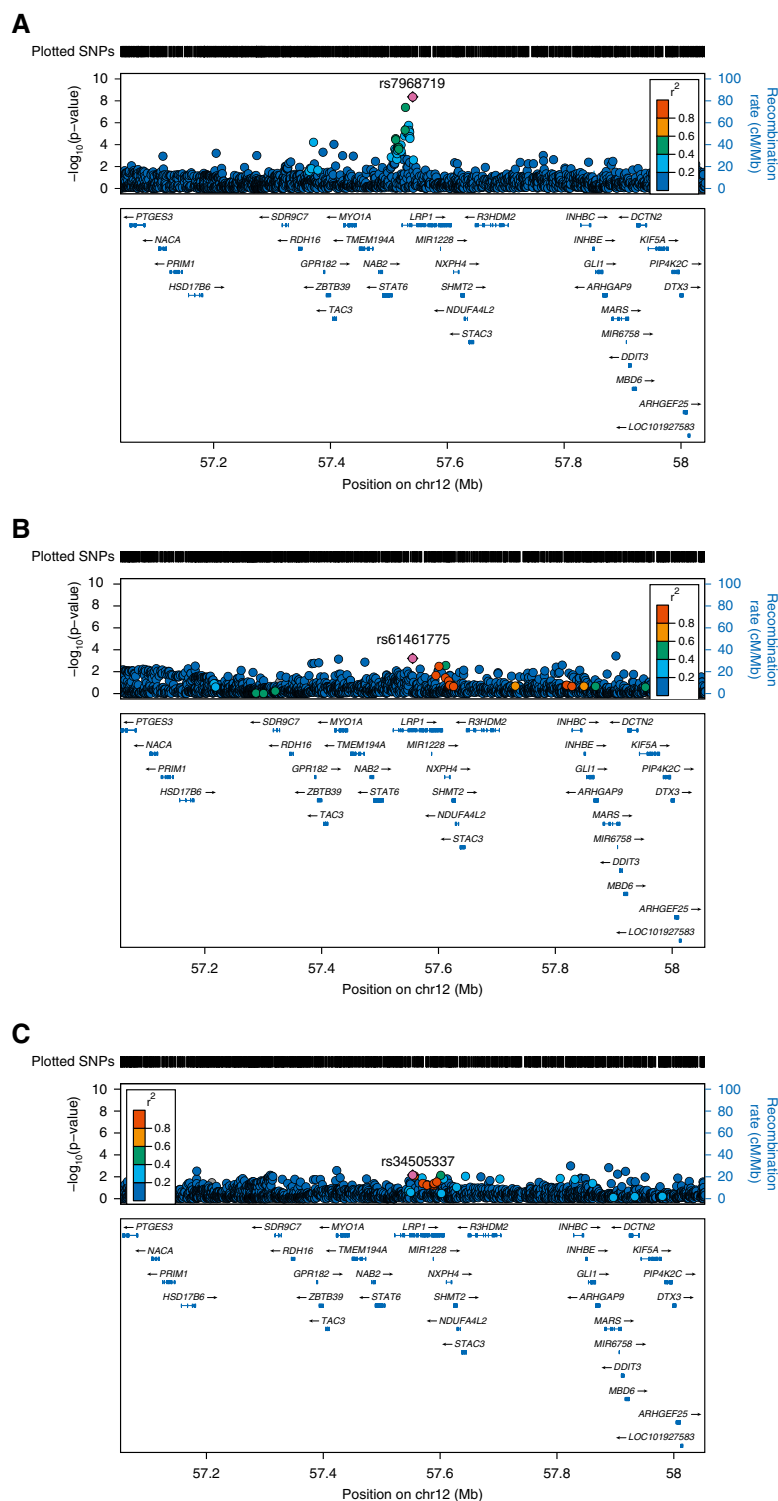 A
Plotted SNPs
rs7968719
−log10(p−value)
10
8
6
4
2
0
r2
0.8
0.6
0.4
0.2
100
80
60
40
20
0
Recombination
rate (cM/Mb)
← PTGES3
← SDR9C7
← MYO1A
LRP1 →
← R3HDM2
INHBC →
← DCTN2
← NACA
← RDH16
← TMEM194A
MIR1228 →
INHBE →
KIF5A →
← PRIM1
GPR182 →
NAB2 →
NXPH4 →
GLI1 →
PIP4K2C →
HSD17B6 →
← ZBTB39
← STAT6
SHMT2 →
← ARHGAP9
DTX3 →
← TAC3
← NDUFA4L2
MARS →
← STAC3
MIR6758 →
← DDIT3
MBD6 →
ARHGEF25 →
← LOC101927583
57.2
57.4
57.6
57.8
58
Position on chr12 (Mb)
B
Plotted SNPs
rs61461775
−log10(p−value)
10
8
6
4
2
0
r2
0.8
0.6
0.4
0.2
100
80
60
40
20
0
Recombination
rate (cM/Mb)
← PTGES3
← SDR9C7
← MYO1A
LRP1 →
← R3HDM2
INHBC →
← DCTN2
← NACA
← RDH16
← TMEM194A
MIR1228 →
INHBE →
KIF5A →
← PRIM1
GPR182 →
NAB2 →
NXPH4 →
GLI1 →
PIP4K2C →
HSD17B6 →
← ZBTB39
← STAT6
SHMT2 →
← ARHGAP9
DTX3 →
← TAC3
← NDUFA4L2
MARS →
← STAC3
MIR6758 →
← DDIT3
MBD6 →
ARHGEF25 →
← LOC101927583
57.2
57.4
57.6
57.8
58
Position on chr12 (Mb)
C
Plotted SNPs
rs34505337
−log10(p−value)
10
8
6
4
2
0
r2
0.8
0.6
0.4
0.2
100
80
60
40
20
0
Recombination
rate (cM/Mb)
← PTGES3
← SDR9C7
← MYO1A
LRP1 →
← R3HDM2
INHBC →
← DCTN2
← NACA
← RDH16
← TMEM194A
MIR1228 →
INHBE →
KIF5A →
← PRIM1
GPR182 →
NAB2 →
NXPH4 →
GLI1 →
PIP4K2C →
HSD17B6 →
← ZBTB39
← STAT6
SHMT2 →
← ARHGAP9
DTX3 →
← TAC3
← NDUFA4L2
MARS →
← STAC3
MIR6758 →
← DDIT3
MBD6 →
ARHGEF25 →
← LOC101927583
57.2
57.4
57.6
57.8
58
Position on chr12 (Mb)